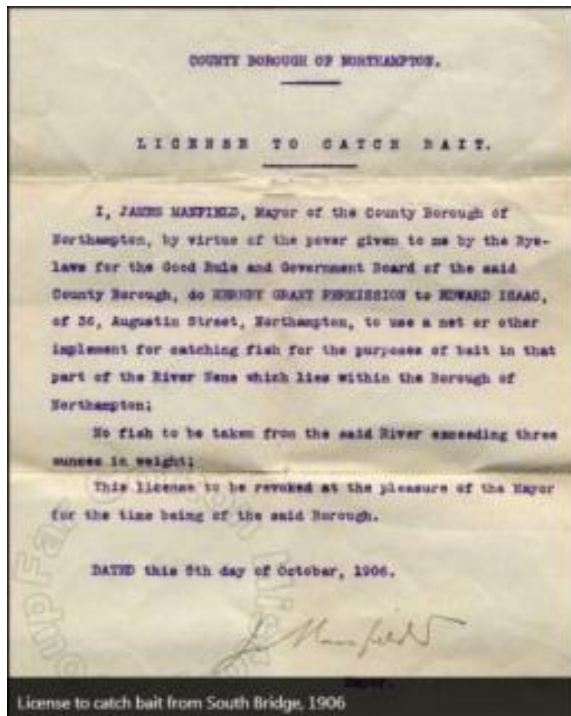 COUNTY BOROUGH OF NORTHAMPTON.
LICENSE TO CATCH BAIT.
I, JAMES MANFIELD, Mayor of the County Borough of
Northampton, by virtue of the power given to me by the Bye-
laws for the Good Rule and Government Board of the said
County Borough, do HEREBY GRANT PERMISSION to EDWARD ISAAC,
of 36, Augustin Street, Northampton, to use a net or other
implement for catching fish for the purposes of bait in that
part of the River Nene which lies within the Borough of
Northampton;
No fish to be taken from the said River exceeding three
ounces in weight;
This license to be revoked at the pleasure of the Mayor
for the time being of the said Borough.
DATED this 8th day of October, 1906.
Js Manfield
Mayor.
License to catch bait from South Bridge, 1906